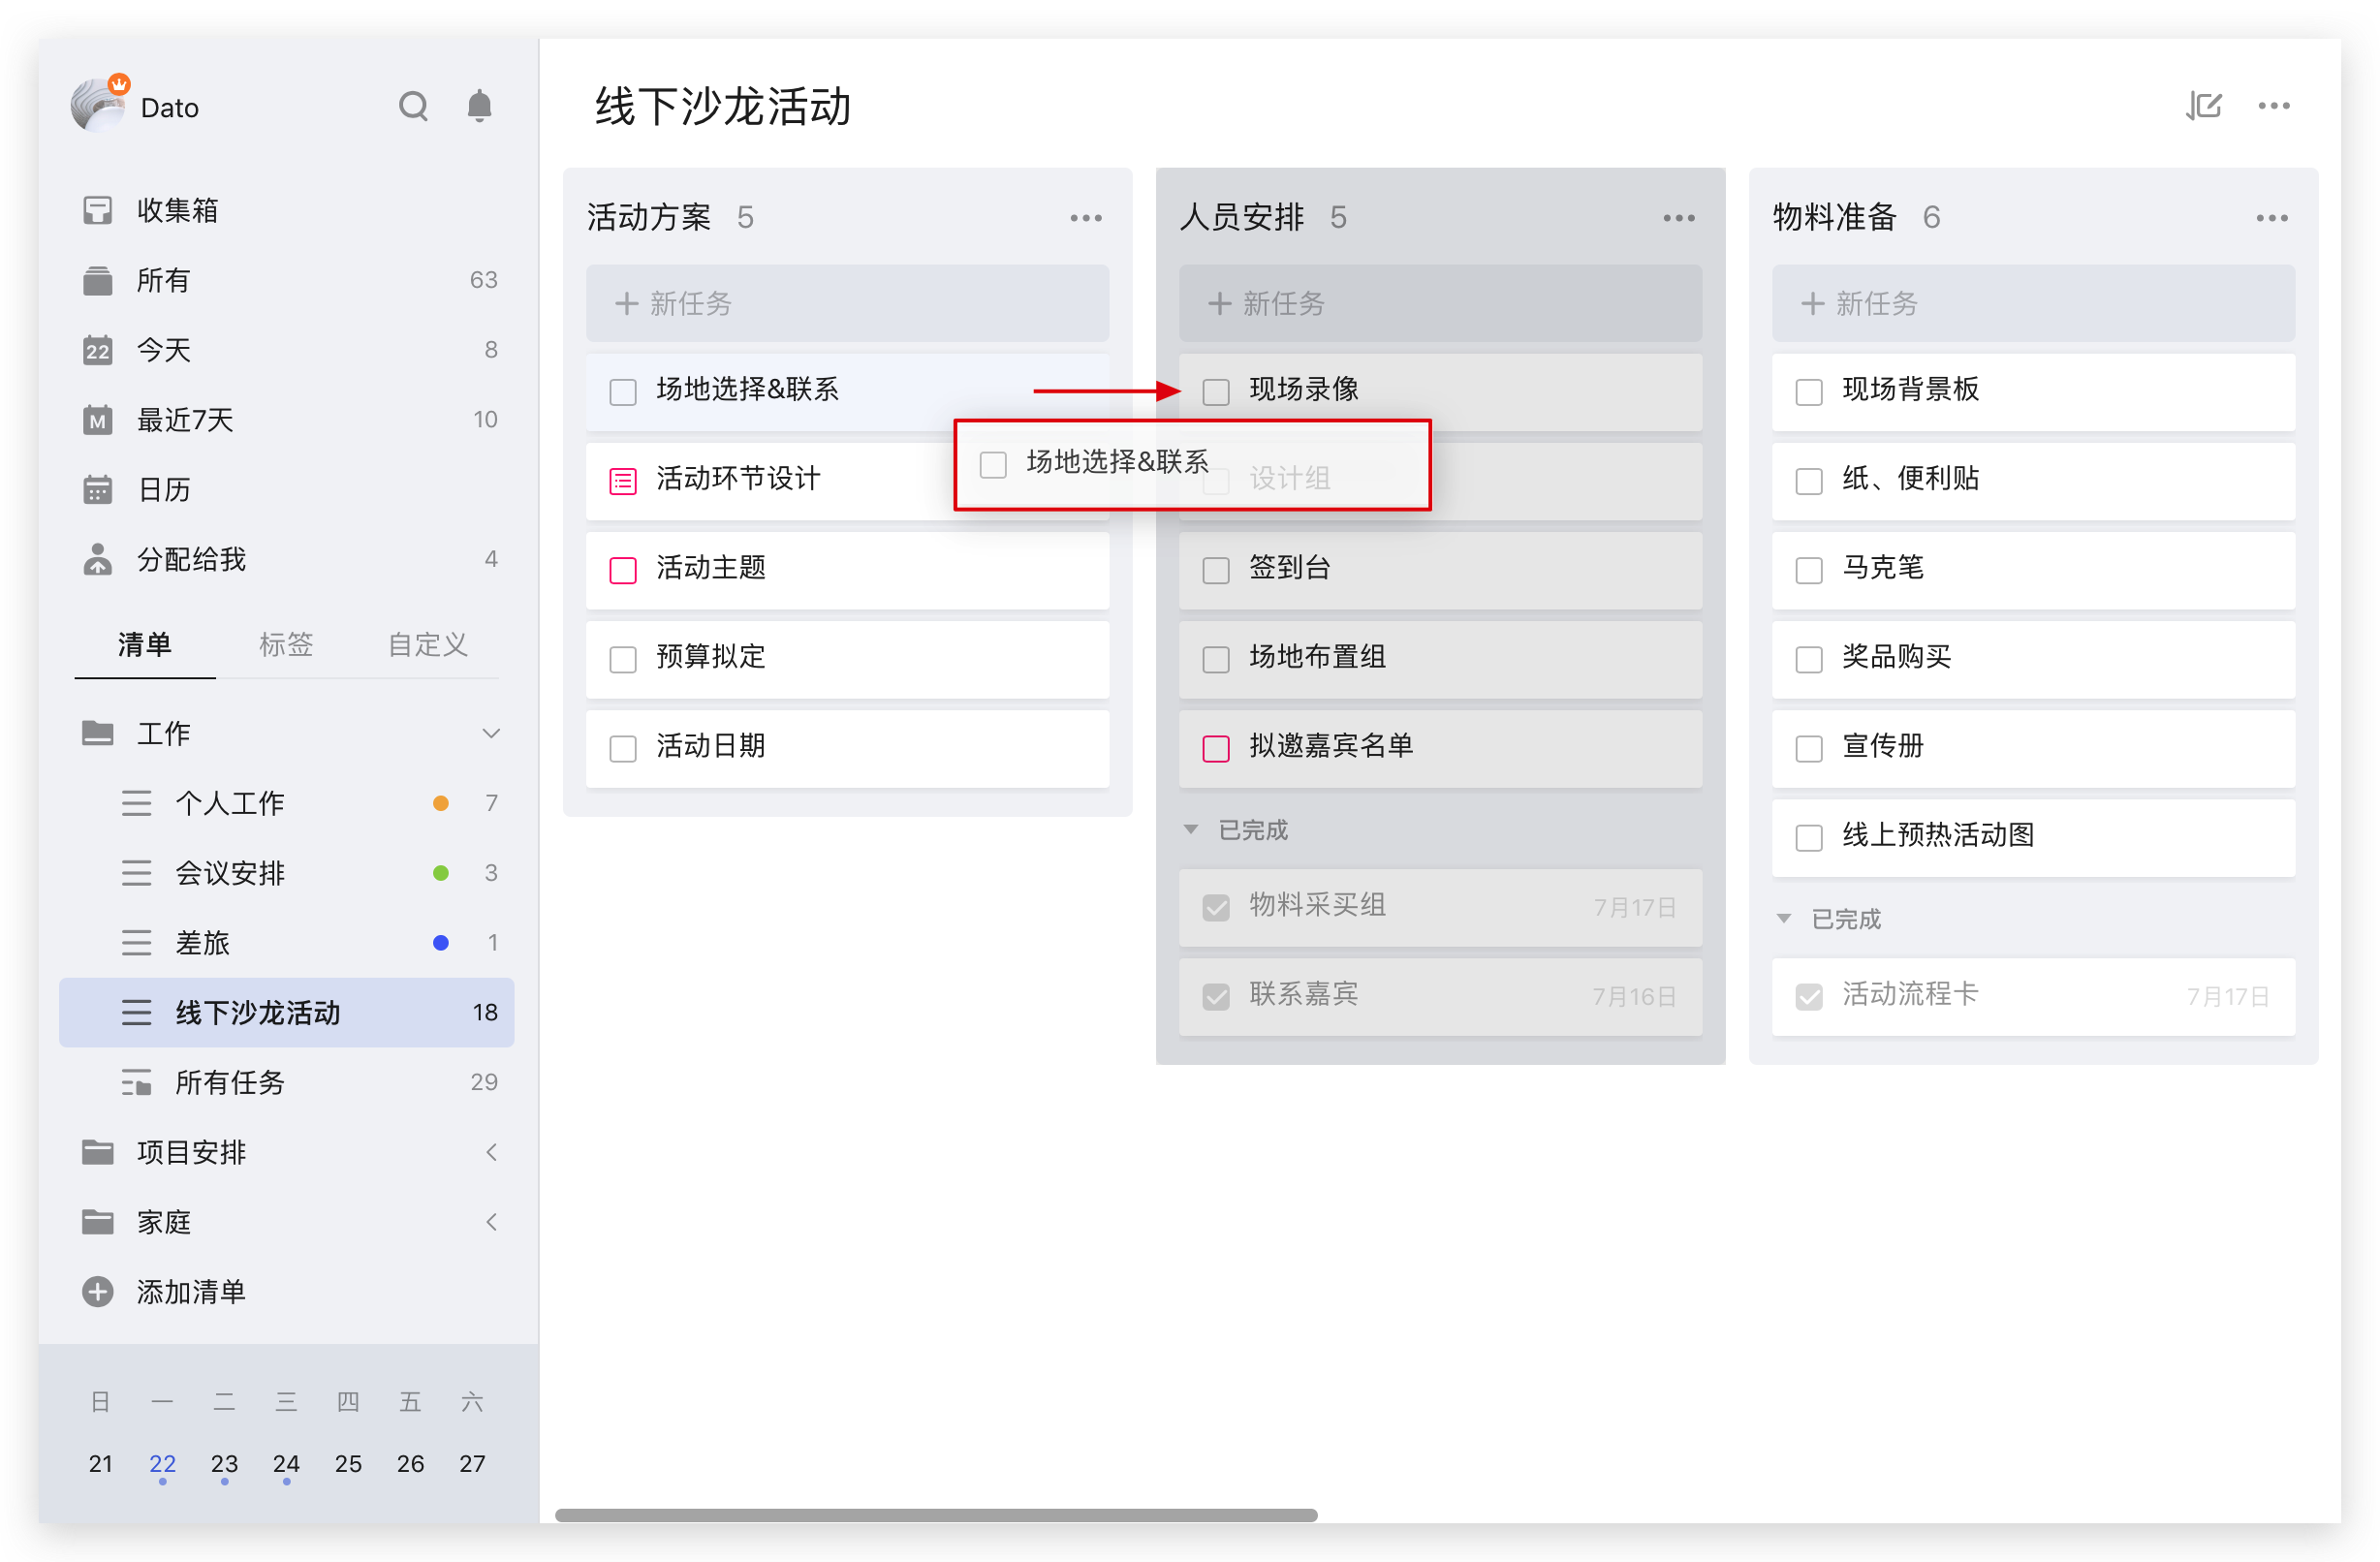 Dato
收集箱
所有 63
22 今天 8
M 最近7天 10
日历
分配给我 4
清单 标签 自定义
工作
个人工作 7
会议安排 3
差旅 1
线下沙龙活动 18
所有任务 29
项目安排
家庭
添加清单
日 一 二 三 四 五 六
21 22 23 24 25 26 27
线下沙龙活动
活动方案 5
新任务
场地选择&联系
活动环节设计
活动主题
预算拟定
活动日期
场地选择&联系
人员安排 5
新任务
现场录像
设计组
签到台
场地布置组
拟邀嘉宾名单
已完成
物料采买组 7月17日
联系嘉宾 7月16日
物料准备 6
新任务
现场背景板
纸、便利贴
马克笔
奖品购买
宣传册
线上预热活动图
已完成
活动流程卡 7月17日